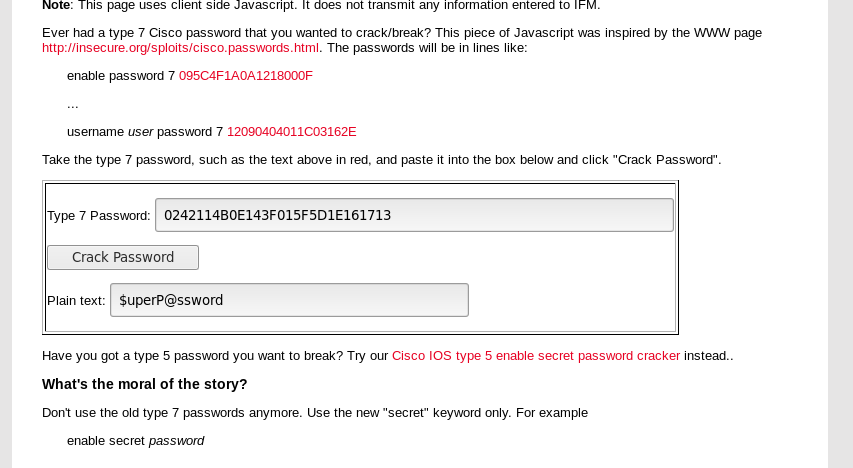 Note: This page uses client side Javascript. It does not transmit any information entered to IFM.
Ever had a type 7 Cisco password that you wanted to crack/break? This piece of Javascript was inspired by the WWW page
http://insecure.org/sploits/cisco.passwords.html. The passwords will be in lines like:
enable password 7 095C4F1A0A1218000F
...
username user password 7 12090404011C03162E
Take the type 7 password, such as the text above in red, and paste it into the box below and click "Crack Password".
Type 7 Password: 0242114B0E143F015F5D1E161713
Crack Password
Plain text: $uperP@ssword
Have you got a type 5 password you want to break? Try our Cisco IOS type 5 enable secret password cracker instead..
What's the moral of the story?
Don't use the old type 7 passwords anymore. Use the new "secret" keyword only. For example
enable secret password